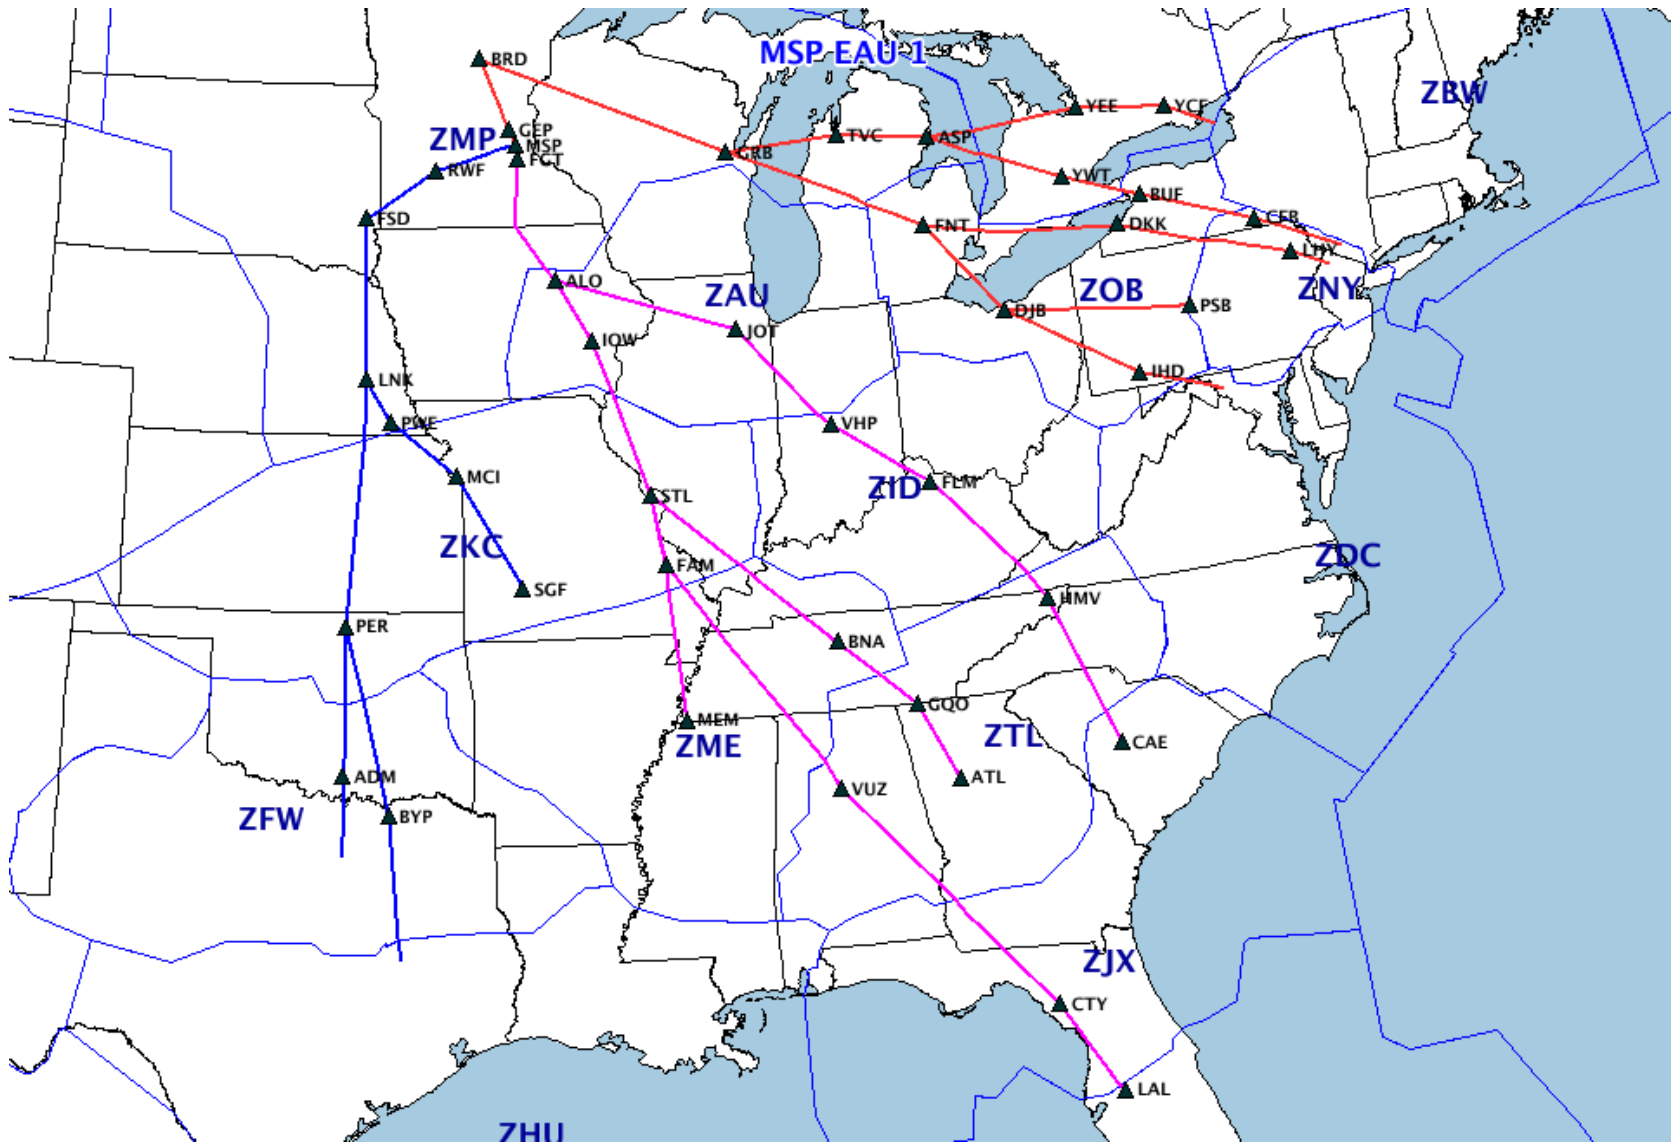 BRD
MSP EAU 1
ZBW
YEE
YCF
GEP
ZMP
MSP
FGT
TVC
ASP
GRB
RWF
YWT
BUF
FSD
CFB
FNT
DKK
LHY
ALO
ZAU
ZOB
ZNY
PSB
DJB
JOT
IOW
LNK
IHD
PWE
VHP
MCI
FLM
ZID
STL
ZKC
ZDC
FAM
SGF
HMV
PER
BNA
GQO
MEM
ZME
ZTL
CAE
ADM
ATL
VUZ
ZFW
BYP
ZJX
CTY
LAL
ZHU